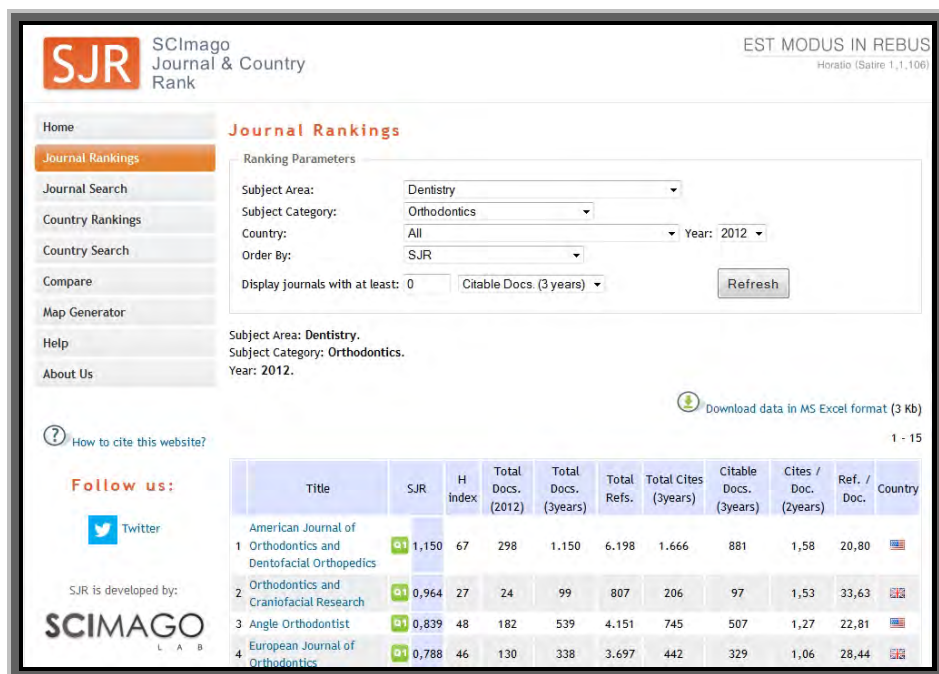 SJR
SCImago
Journal & Country
Rank
EST MODUS IN REBUS
Horatio (Satire 1,1,106)
Home
Journal Rankings
Journal Search
Country Rankings
Country Search
Compare
Map Generator
Help
About Us
How to cite this website?
Follow us:
Twitter
SJR is developed by:
SCIMAGO
LAB
Journal Rankings
Ranking Parameters
Subject Area: Dentistry
Subject Category: Orthodontics
Country: All Year: 2012
Order By: SJR
Display journals with at least: 0 Citable Docs. (3 years)
Refresh
Subject Area: Dentistry.
Subject Category: Orthodontics.
Year: 2012.
Download data in MS Excel format (3 Kb)
1 - 15
Title SJR H index Total Docs. (2012) Total Docs. (3years) Total Refs. Total Cites (3years) Citable Docs. (3years) Cites / Doc. (2years) Ref. / Doc. Country
1 American Journal of Orthodontics and Dentofacial Orthopedics Q1 1,150 67 298 1.150 6.198 1.666 881 1,58 20,80
2 Orthodontics and Craniofacial Research Q1 0,964 27 24 99 807 206 97 1,53 33,63
3 Angle Orthodontist Q1 0,839 48 182 539 4.151 745 507 1,27 22,81
4 European Journal of Orthodontics Q1 0,788 46 130 338 3.697 442 329 1,06 28,44